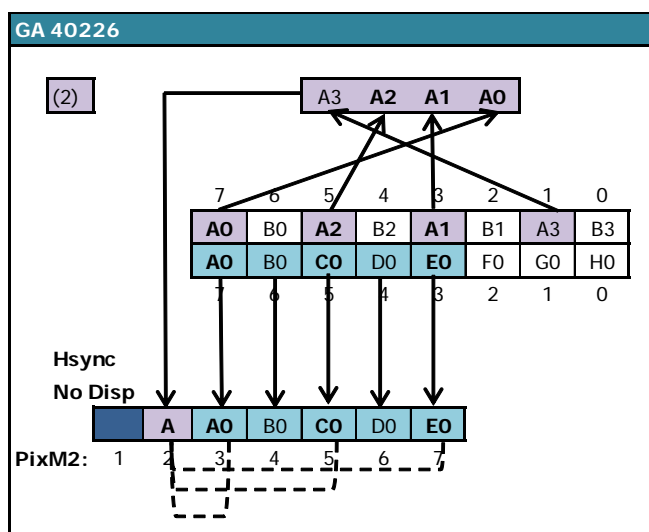 GA 40226
(2)
A3 A2 A1 A0
7 6 5 4 3 2 1 0
A0 B0 A2 B2 A1 B1 A3 B3
A0 B0 C0 D0 E0 F0 G0 H0
7 6 5 4 3 2 1 0
Hsync
No Disp
A A0 B0 C0 D0 E0
PixM2: 1 2 3 4 5 6 7